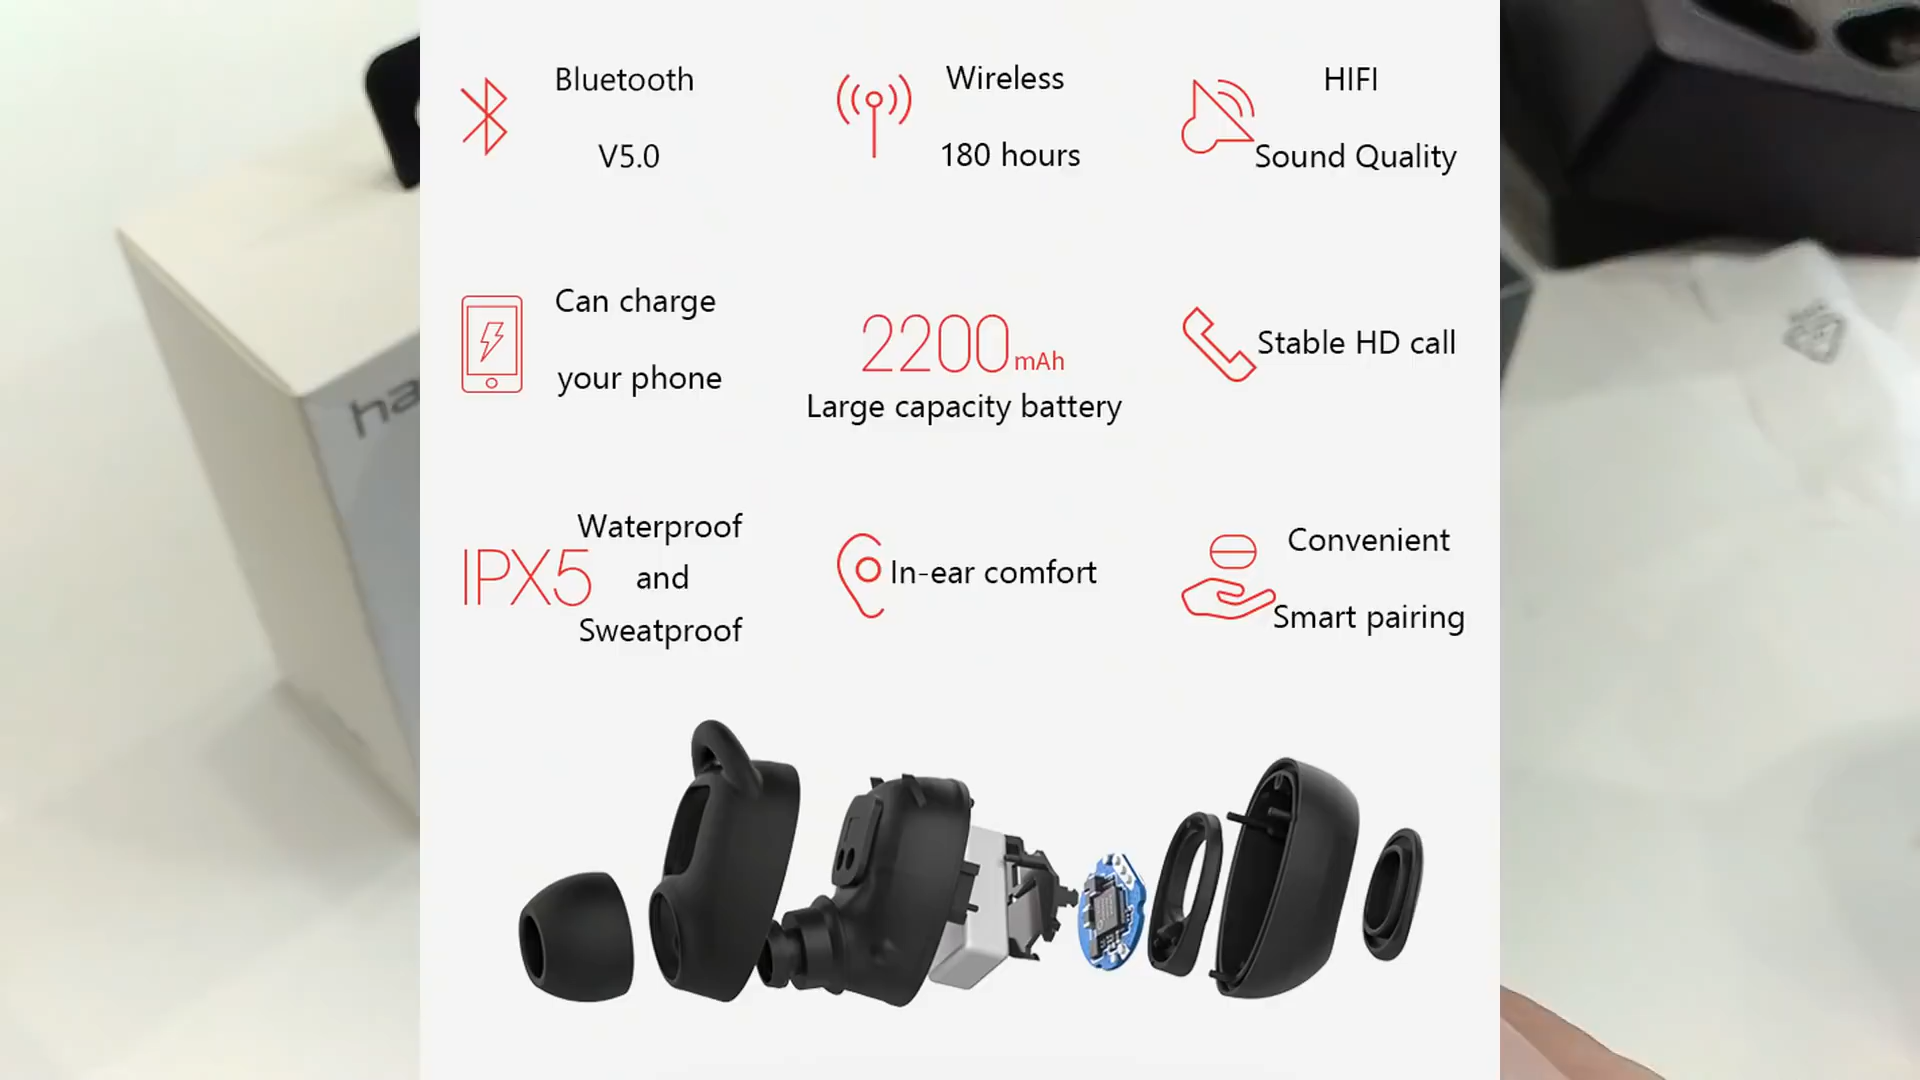 Bluetooth
V5.0
Wireless
180 hours
HIFI
Sound Quality
Can charge
your phone
2200mAh
Large capacity battery
Stable HD call
IPX5
Waterproof
and
Sweatproof
In-ear comfort
Convenient
Smart pairing
ha